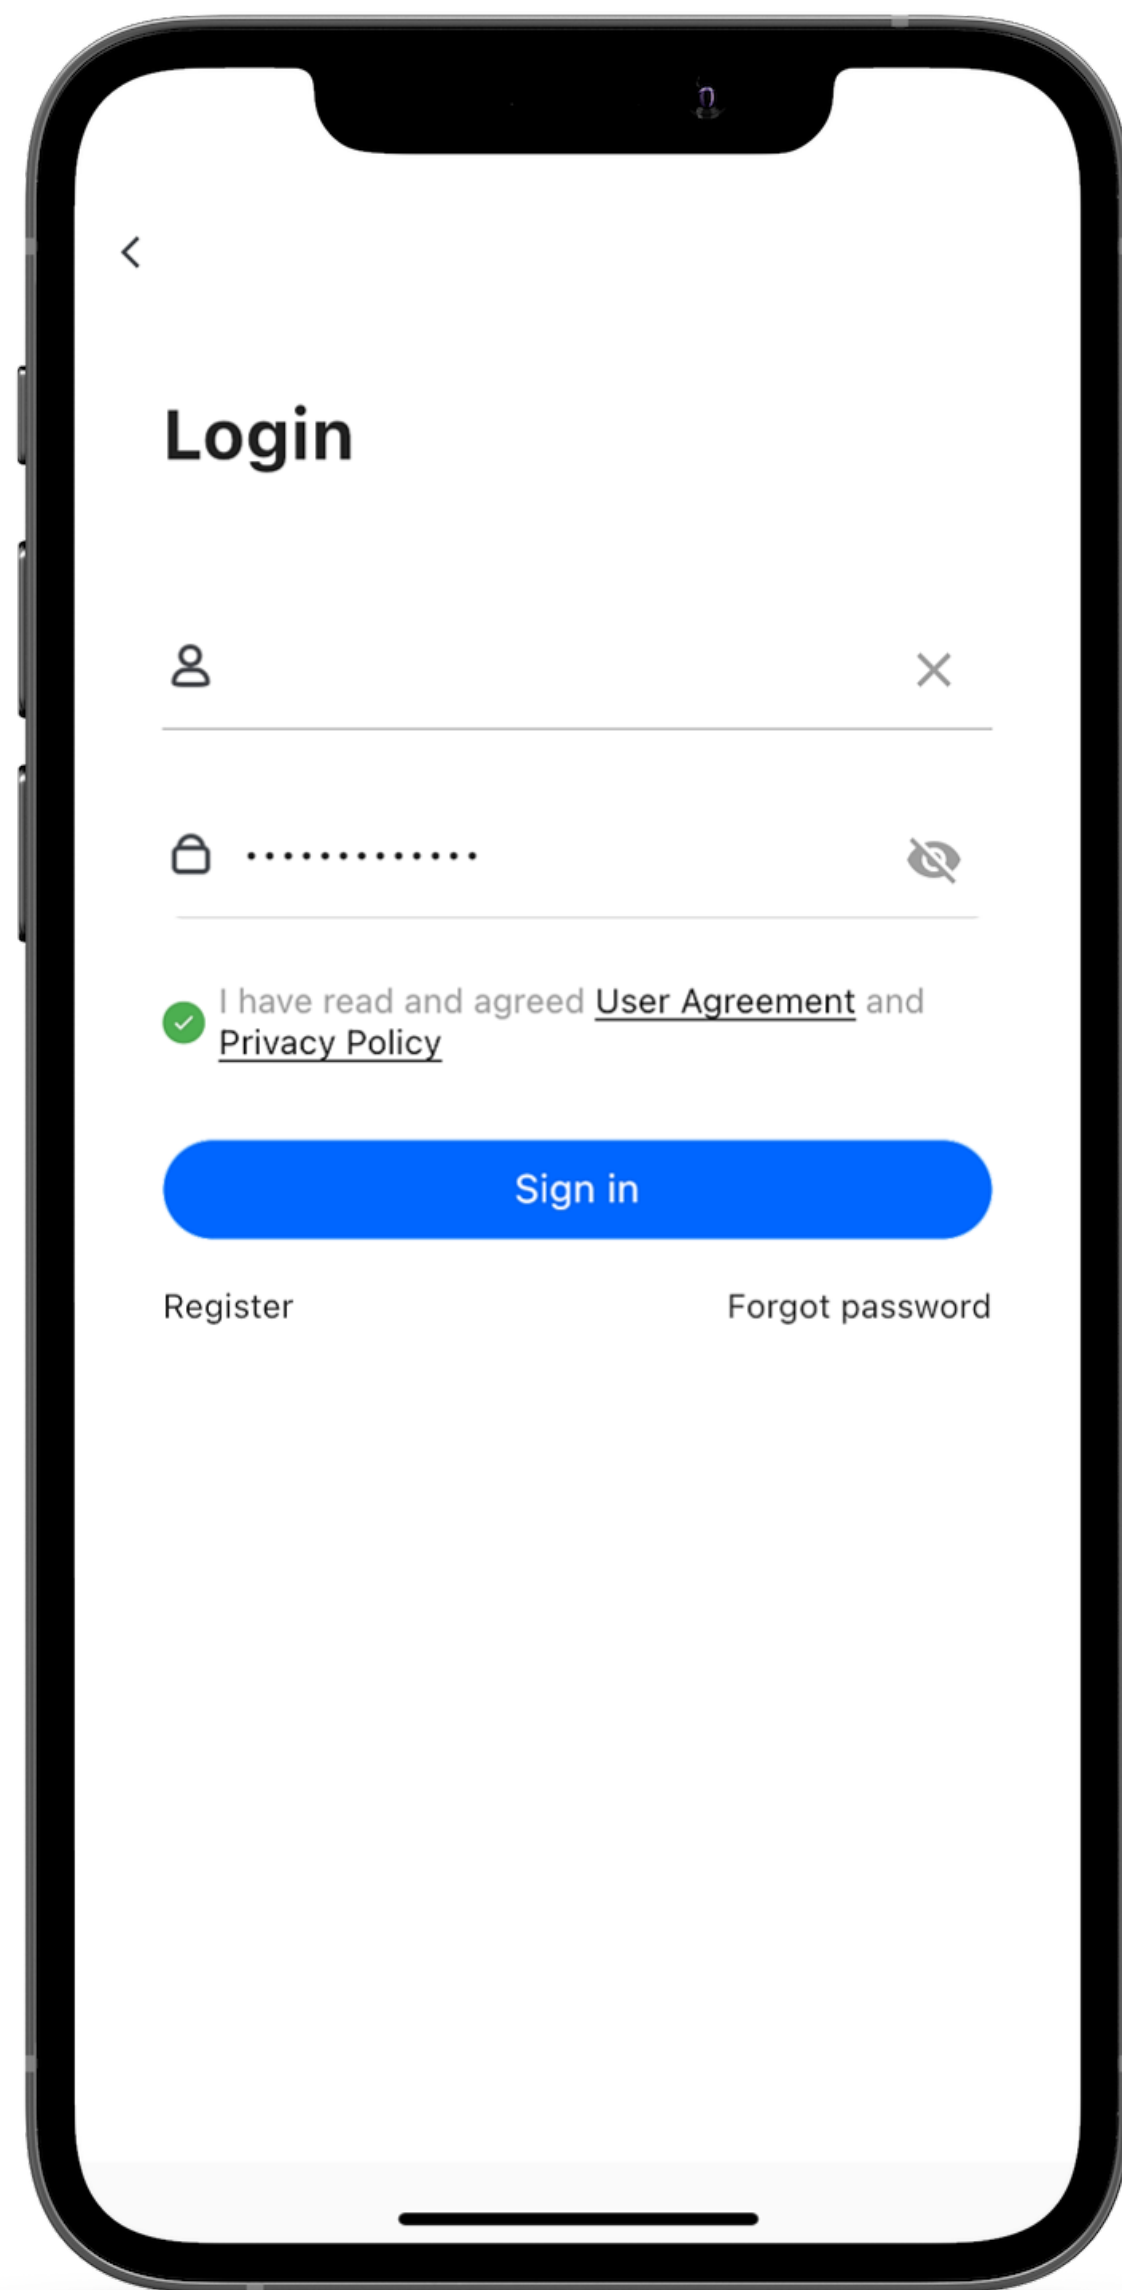 Login
•••••••••••••
I have read and agreed User Agreement and
Privacy Policy
Sign in
Register
Forgot password